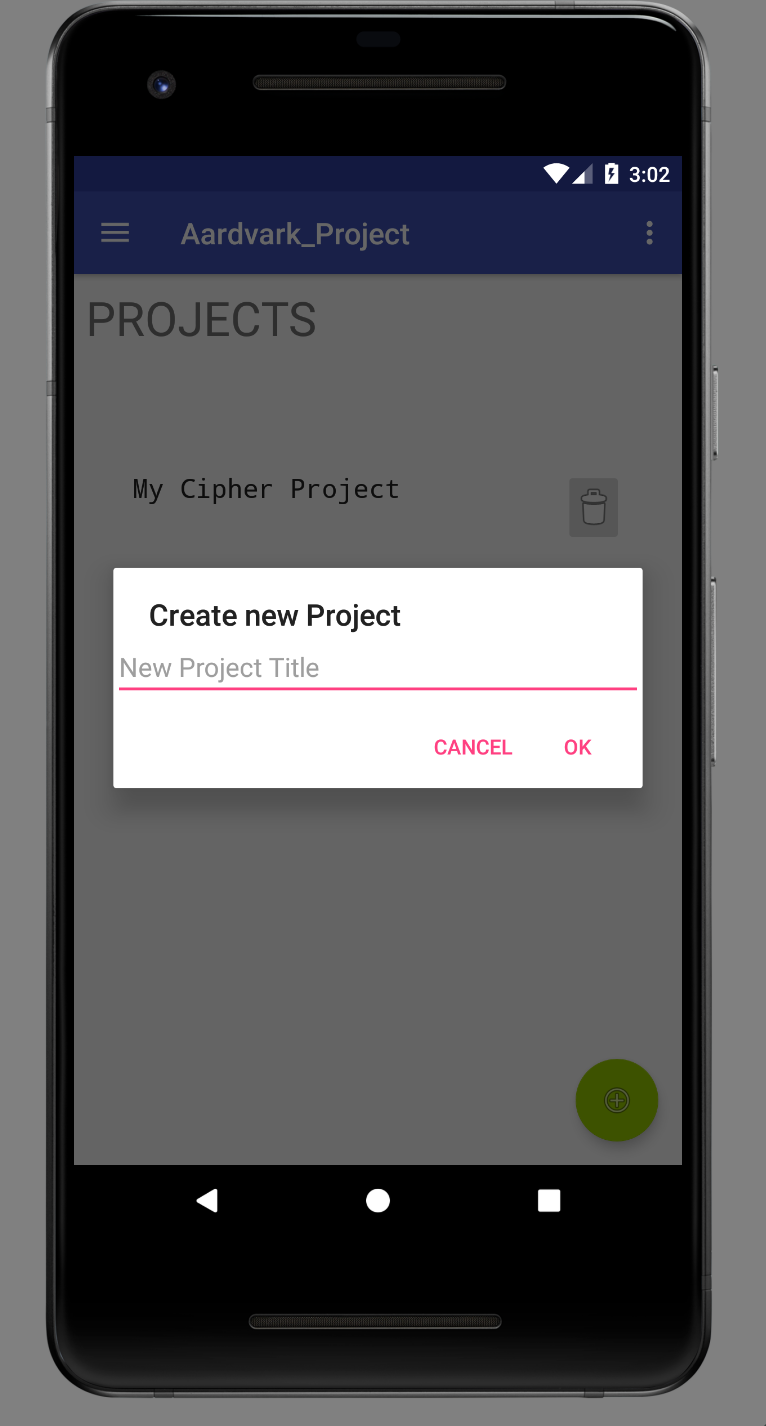 3:02
Aardvark_Project
PROJECTS
My Cipher Project
Create new Project
New Project Title
CANCEL OK